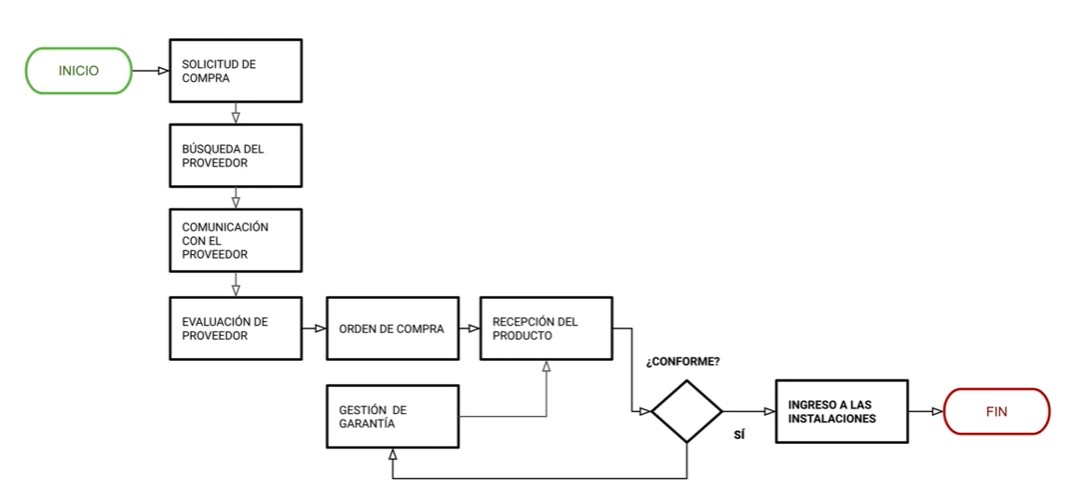 INICIO
SOLICITUD DE
COMPRA
BÚSQUEDA DEL
PROVEEDOR
COMUNICACIÓN
CON EL
PROVEEDOR
EVALUACIÓN DE
PROVEEDOR
ORDEN DE COMPRA
RECEPCIÓN DEL
PRODUCTO
GESTIÓN DE
GARANTÍA
¿CONFORME?
SÍ
INGRESO A LAS
INSTALACIONES
FIN